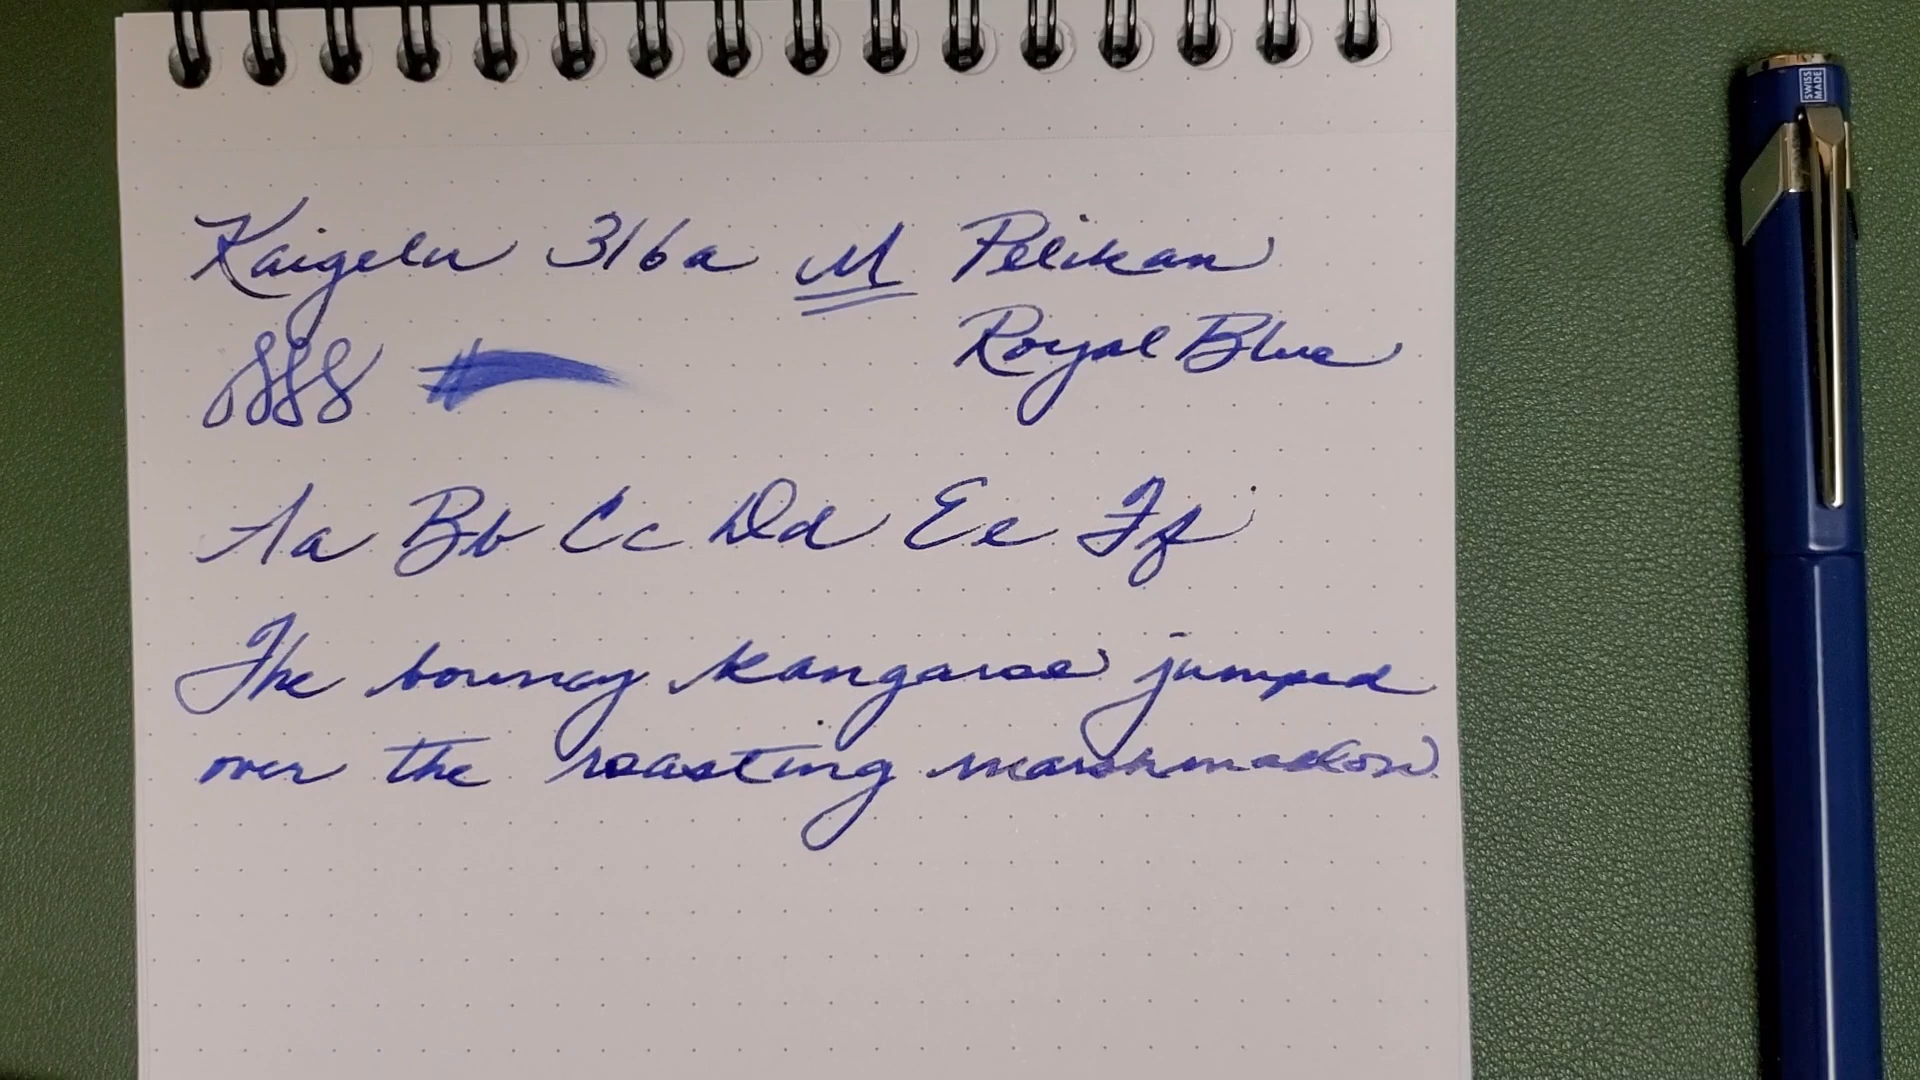 Kaigelu 316a M Pelikan
Royal Blue
Aa Bb Cc Dd Ee Ff
The bouncy kangaroo jumped
over the roasting marshmallow.
SWISS
MADE